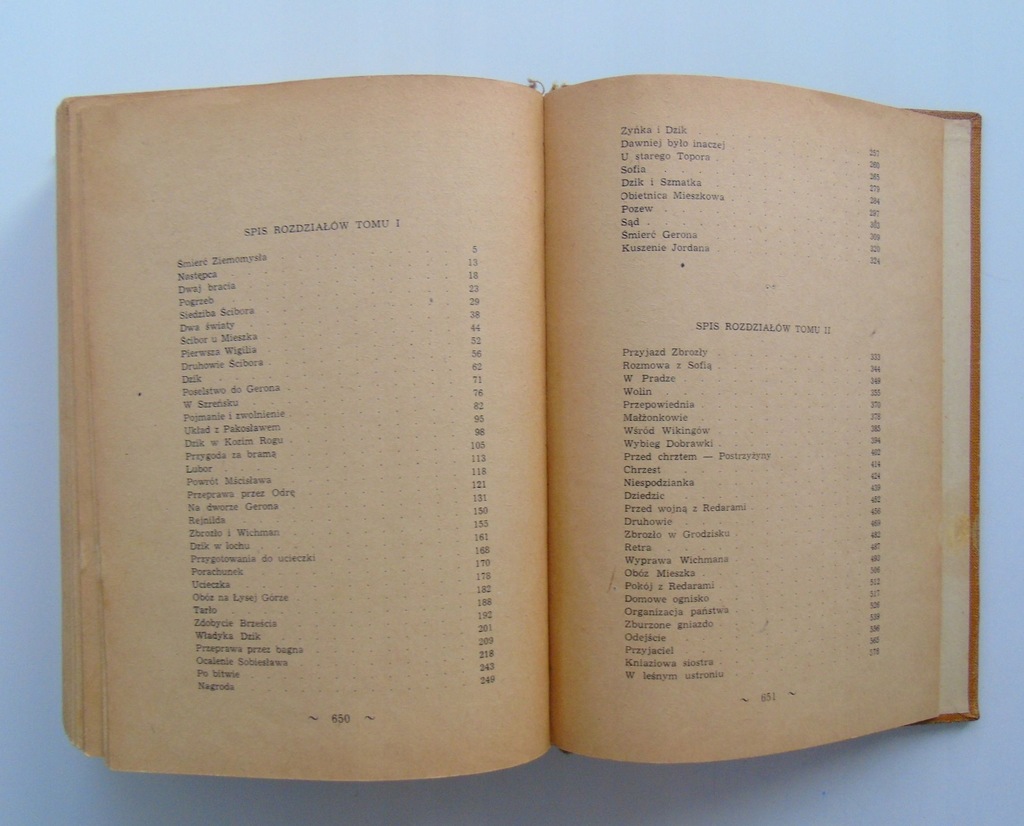 SPIS ROZDZIAŁÓW TOMU I
Śmierć Ziemomysła 5
Następca 13
Dwaj bracia 18
Pogrzeb 23
Siedziba Ścibora 29
Dwa światy 38
Ścibor u Mieszka 44
Pierwsza Wigilia 52
Druhowie Ścibora 56
Dzik 62
Poselstwo do Gerona 71
W Szreńsku 76
Pojmanie i zwolnienie 82
Układ z Pakosławem 95
Dzik w Kozim Rogu 98
Przygoda za bramą 105
Lubor 113
Powrót Mścisława 118
Przeprawa przez Odrę 121
Na dworze Gerona 131
Rejnilda 150
Zbrozło i Wichman 155
Dzik w lochu 161
Przygotowania do ucieczki 168
Porachunek 170
Ucieczka 178
Obóz na Łysej Górze 182
Tarło 188
Zdobycie Brześcia 192
Władyka Dzik 201
Przeprawa przez bagna 209
Ocalenie Sobiesława 218
Po bitwie 243
Nagroda 249
~ 650 ~
Zyńka i Dzik 257
Dawniej było inaczej 260
U starego Topora 265
Sofia 279
Dzik i Szmatka 284
Obietnica Mieszkowa 297
Pozew 302
Sąd 309
Śmierć Gerona 320
Kuszenie Jordana 324
SPIS ROZDZIAŁÓW TOMU II
Przyjazd Zbrozły 333
Rozmowa z Sofią 344
W Pradze 349
Wolin 355
Przepowiednia 370
Małżonkowie 378
Wśród Wikingów 385
Wybieg Dobrawki 394
Przed chrztem — Postrzyżyny 402
Chrzest 414
Niespodzianka 424
Dziedzic 439
Przed wojną z Redarami 452
Druhowie 456
Zbrozło w Grodzisku 469
Retra 482
Wyprawa Wichmana 487
Obóz Mieszka 490
Pokój z Redarami 506
Domowe ognisko 512
Organizacja państwa 517
Zburzone gniazdo 526
Odejście 539
Przyjaciel 556
Kniaziowa siostra 565
W leśnym ustroniu 578
~ 651 ~